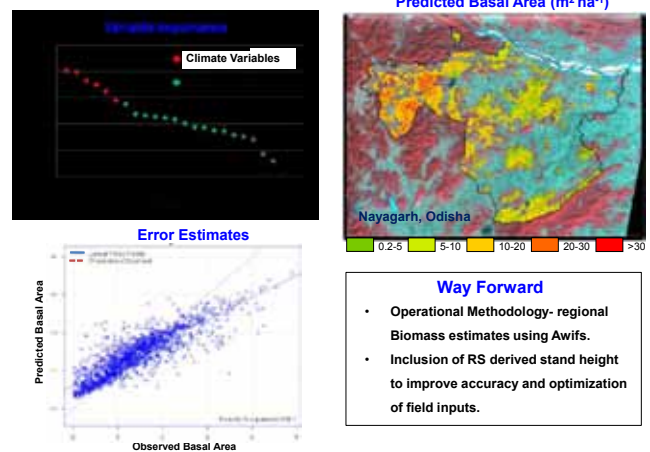 Variable Importance
Climate Variables
Predicted Basal Area (m² ha⁻¹)
Nayagarh, Odisha
0.2-5
5-10
10-20
20-30
>30
Error Estimates
Predicted Basal Area
Observed Basal Area
Way Forward
• Operational Methodology- regional
Biomass estimates using Awifs.
• Inclusion of RS derived stand height
to improve accuracy and optimization
of field inputs.